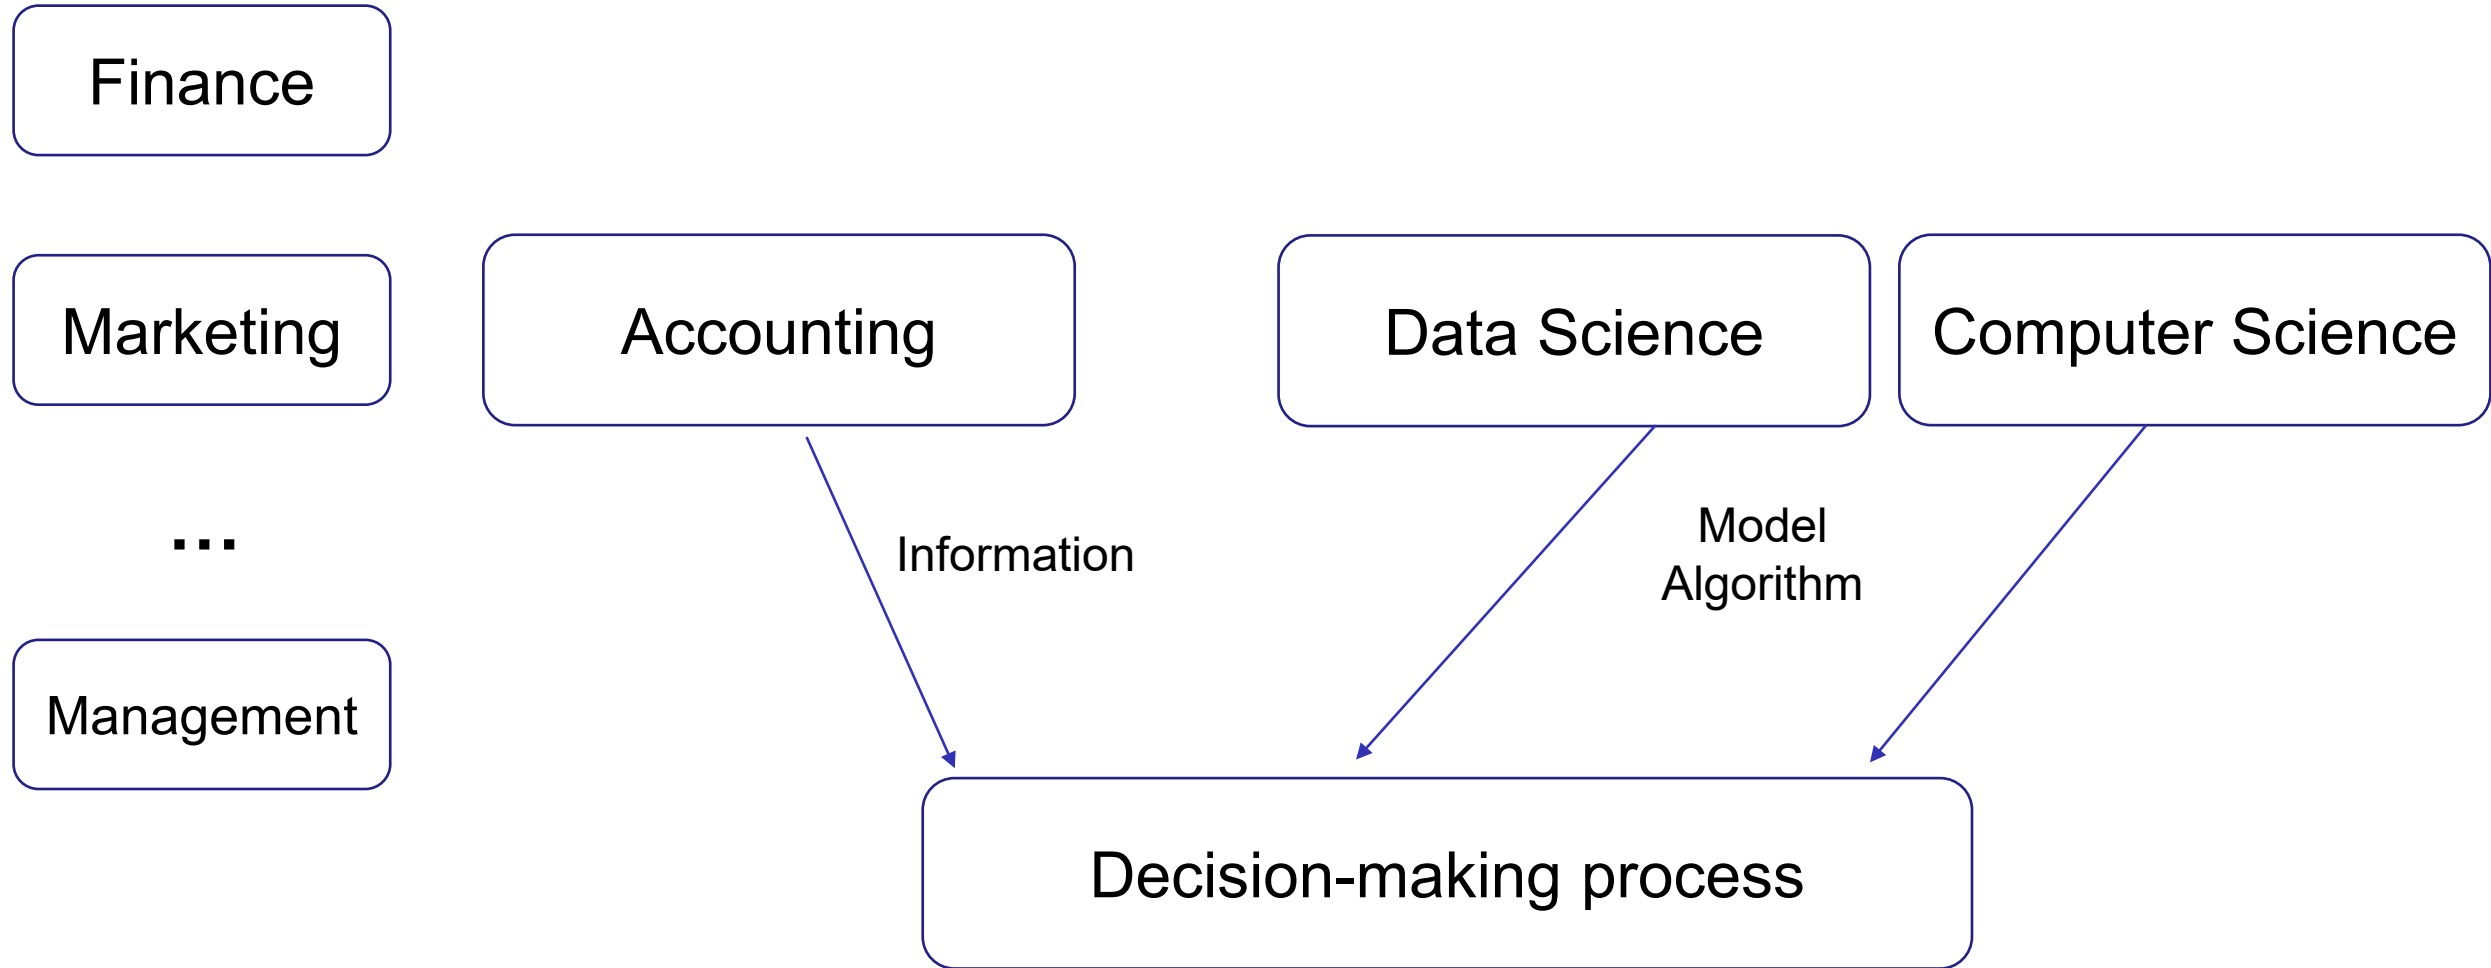 Finance
Marketing
Accounting
Data Science
Computer Science
...
Information
Model
Algorithm
Management
Decision-making process